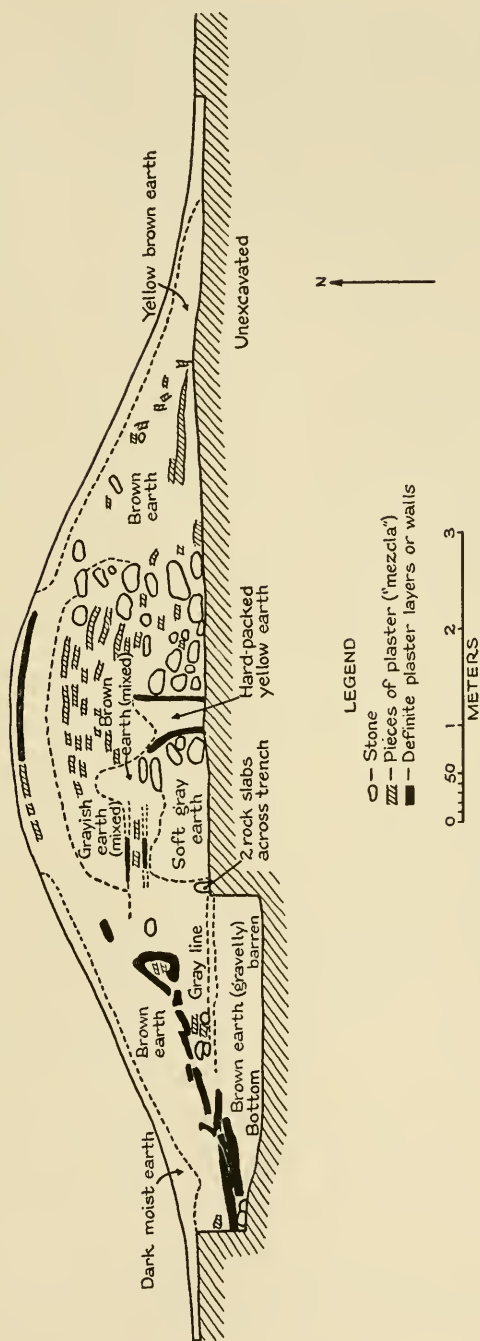 Dark moist earth
Brown
earth
Gray line
Brown earth (gravelly)
barren
Bottom
Grayish
earth
(mixed)
Brown
earth (mixed)
Soft gray
earth
2 rock slabs
across trench
Hard-packed
yellow earth
Brown
earth
Yellow brown earth
Unexcavated
N
LEGEND
– Stone
– Pieces of plaster ("mezcla")
– Definite plaster layers or walls
0 50 1 2 3
METERS